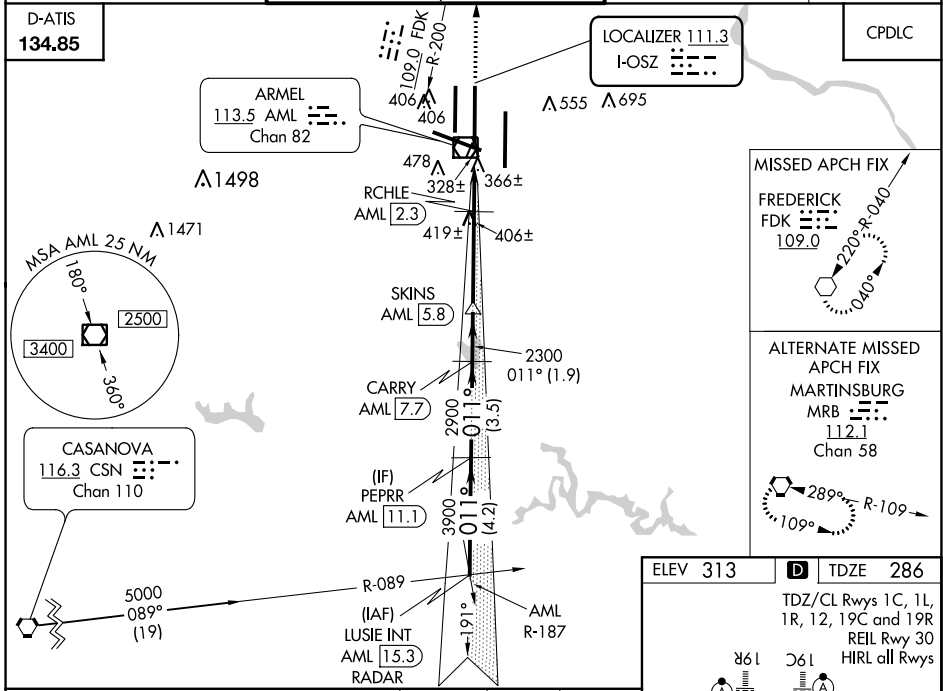 D-ATIS
134.85
109.0 FDK
R-200
LOCALIZER 111.3
I-OSZ
CPDLC
ARMEL
113.5 AML
Chan 82
406
406
555
695
478
328±
366±
1498
RCHLE
AML 2.3
419±
406±
1471
MSA AML 25 NM
180°
2500
3400
360°
MISSED APCH FIX
FREDERICK
FDK
109.0
220°
R-040
040°
SKINS
AML 5.8
2300
011° (1.9)
CARRY
AML 7.7
2900
011°
(3.5)
ALTERNATE MISSED
APCH FIX
MARTINSBURG
MRB
112.1
Chan 58
289°
R-109
109°
CASANOVA
116.3 CSN
Chan 110
(IF)
PEPRR
AML 11.1
3900
011°
(4.2)
5000
089°
(19)
R-089
(IAF)
LUSIE INT
AML 15.3
RADAR
191°
AML
R-187
ELEV 313
D
TDZE 286
TDZ/CL Rwys 1C, 1L,
1R, 12, 19C and 19R
REIL Rwy 30
HIRL all Rwys
19R
19C
A
A